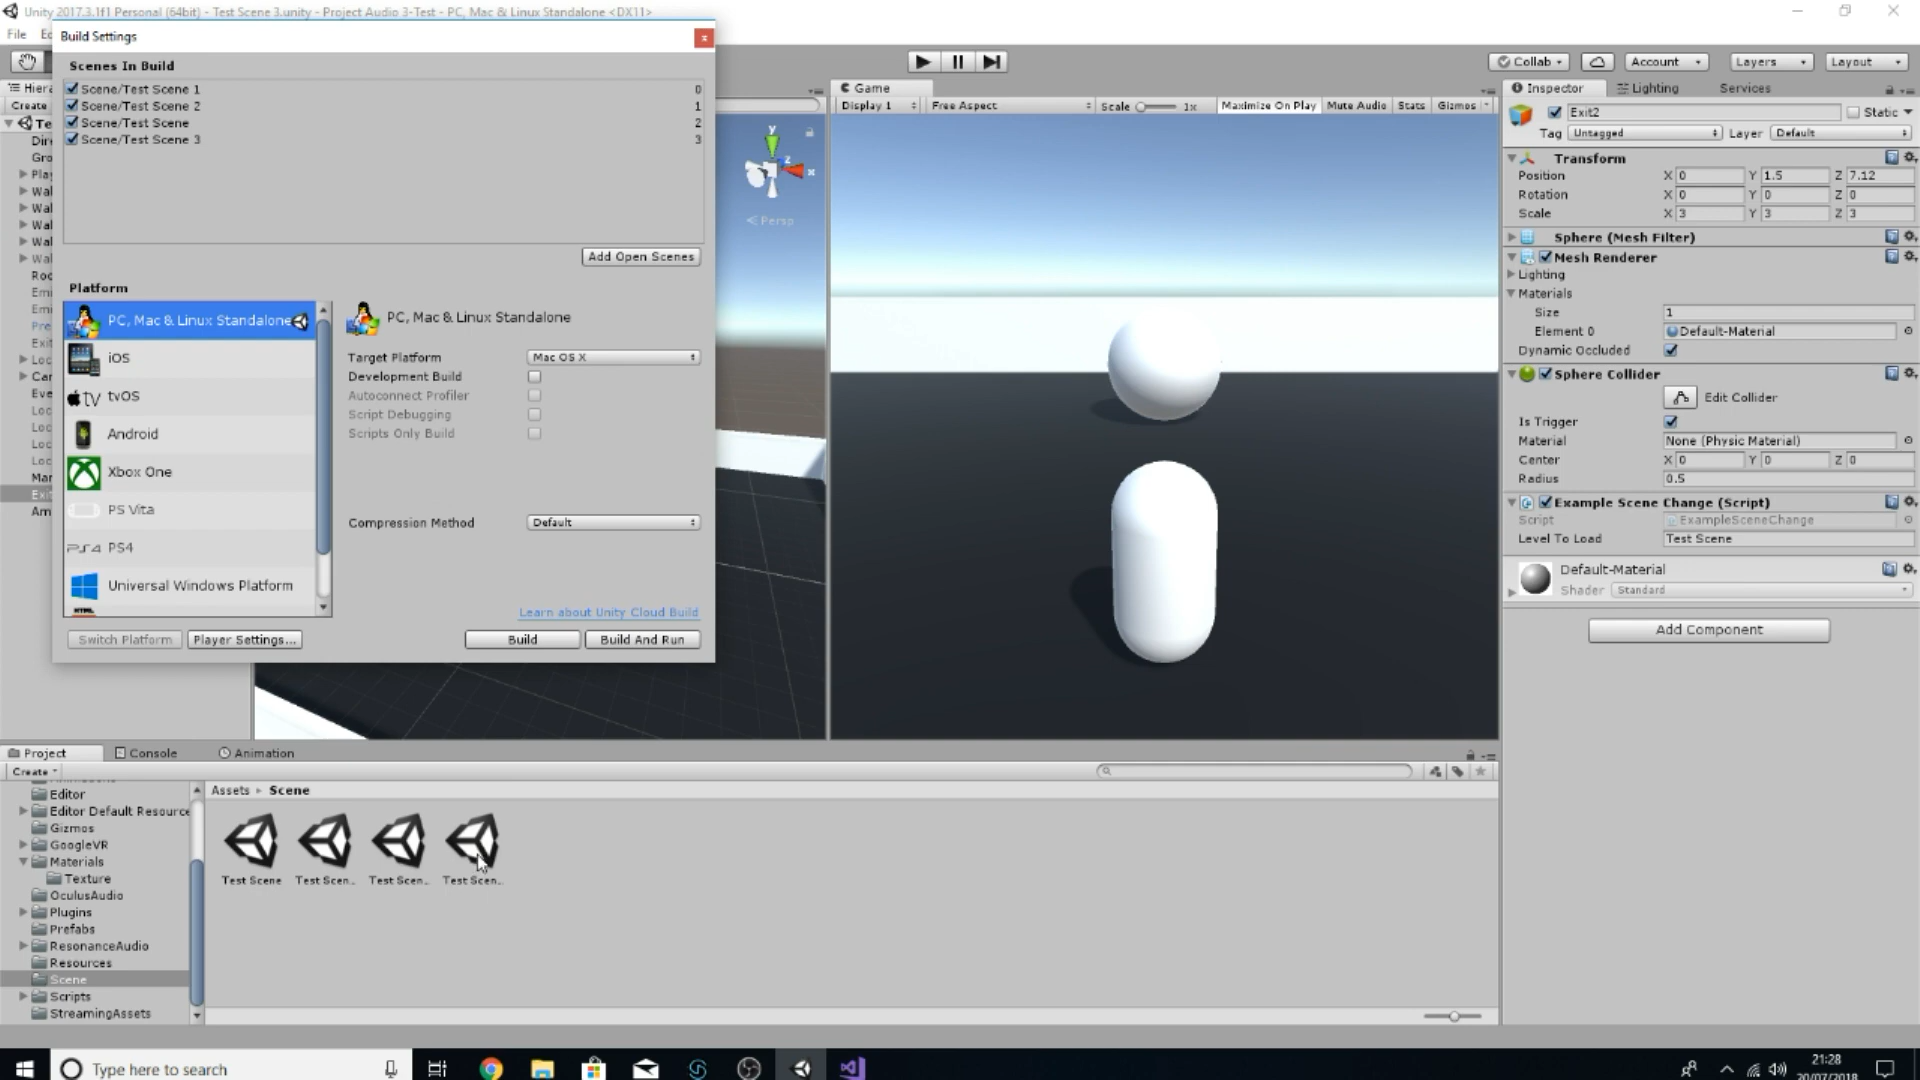 Unity 2017.3.1f1 Personal (64bit) - Test Scene 3.unity - Project Audio 3-Test - PC, Mac & Linux Standalone <DX11>
File
Build Settings
Collab
Account
Layers
Layout
Scenes In Build
Scene/Test Scene 1 0
Scene/Test Scene 2 1
Scene/Test Scene 2
Scene/Test Scene 3 3
Add Open Scenes
Platform
PC, Mac & Linux Standalone
iOS
tv tvOS
Android
Xbox One
PS Vita
PS4 PS4
Universal Windows Platform
HTML
Switch Platform
Player Settings...
PC, Mac & Linux Standalone
Target Platform Mac OS X
Development Build
Autoconnect Profiler
Script Debugging
Scripts Only Build
Compression Method Default
Learn about Unity Cloud Build
Build
Build And Run
Create
y
z
x
Persp
Game
Display 1 Free Aspect Scale 1x Maximize On Play Mute Audio Stats Gizmos
Inspector Lighting Services
Exit2 Static
Tag Untagged Layer Default
Transform
Position X 0 Y 1.5 Z 7.12
Rotation X 0 Y 0 Z 0
Scale X 3 Y 3 Z 3
Sphere (Mesh Filter)
Mesh Renderer
Lighting
Materials
Size 1
Element 0 Default-Material
Dynamic Occluded
Sphere Collider
Edit Collider
Is Trigger
Material None (Physic Material)
Center X 0 Y 0 Z 0
Radius 0.5
Example Scene Change (Script)
Script ExampleSceneChange
Level To Load Test Scene
Default-Material
Shader Standard
Add Component
Project Console Animation
Create
Editor
Editor Default Resource
Gizmos
GoogleVR
Materials
Texture
OculusAudio
Plugins
Prefabs
ResonanceAudio
Resources
Scene
Scripts
StreamingAssets
Assets Scene
Test Scene Test Scen.. Test Scen.. Test Scen..
Type here to search
21:28
20/07/2018